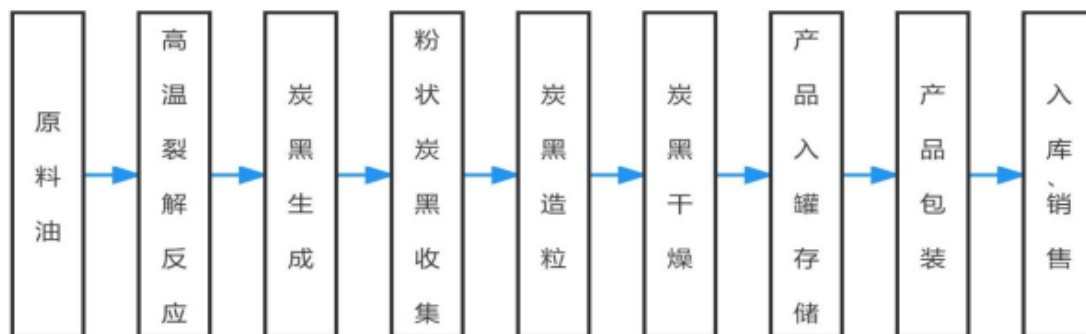 原料油
高温裂解反应
炭黑生成
粉状炭黑收集
炭黑造粒
炭黑干燥
产品入罐存储
产品包装
入库、销售